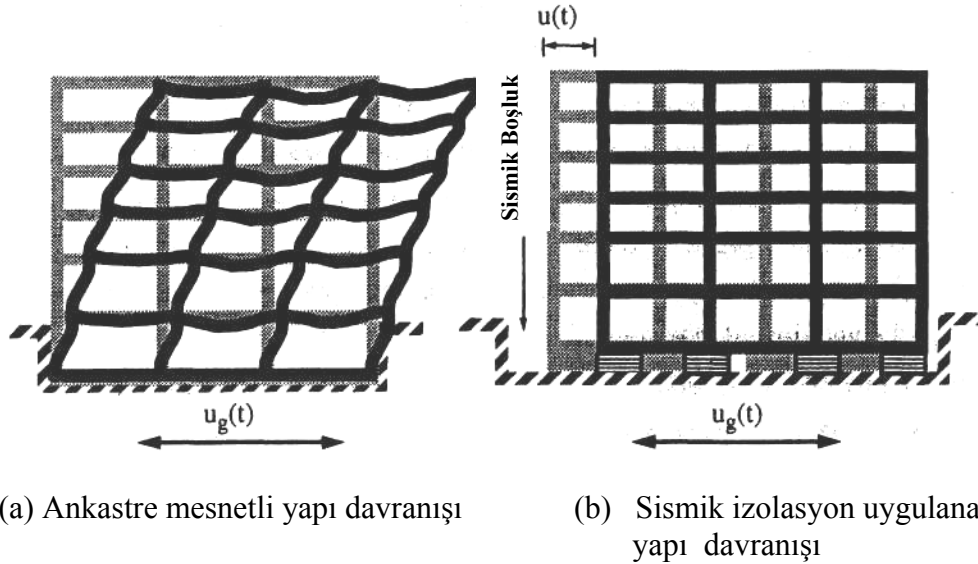 u(t)
Sismik Boşluk
u_g(t)
u_g(t)
(a) Ankastre mesnetli yapı davranışı
(b) Sismik izolasyon uygulana
yapı davranışı